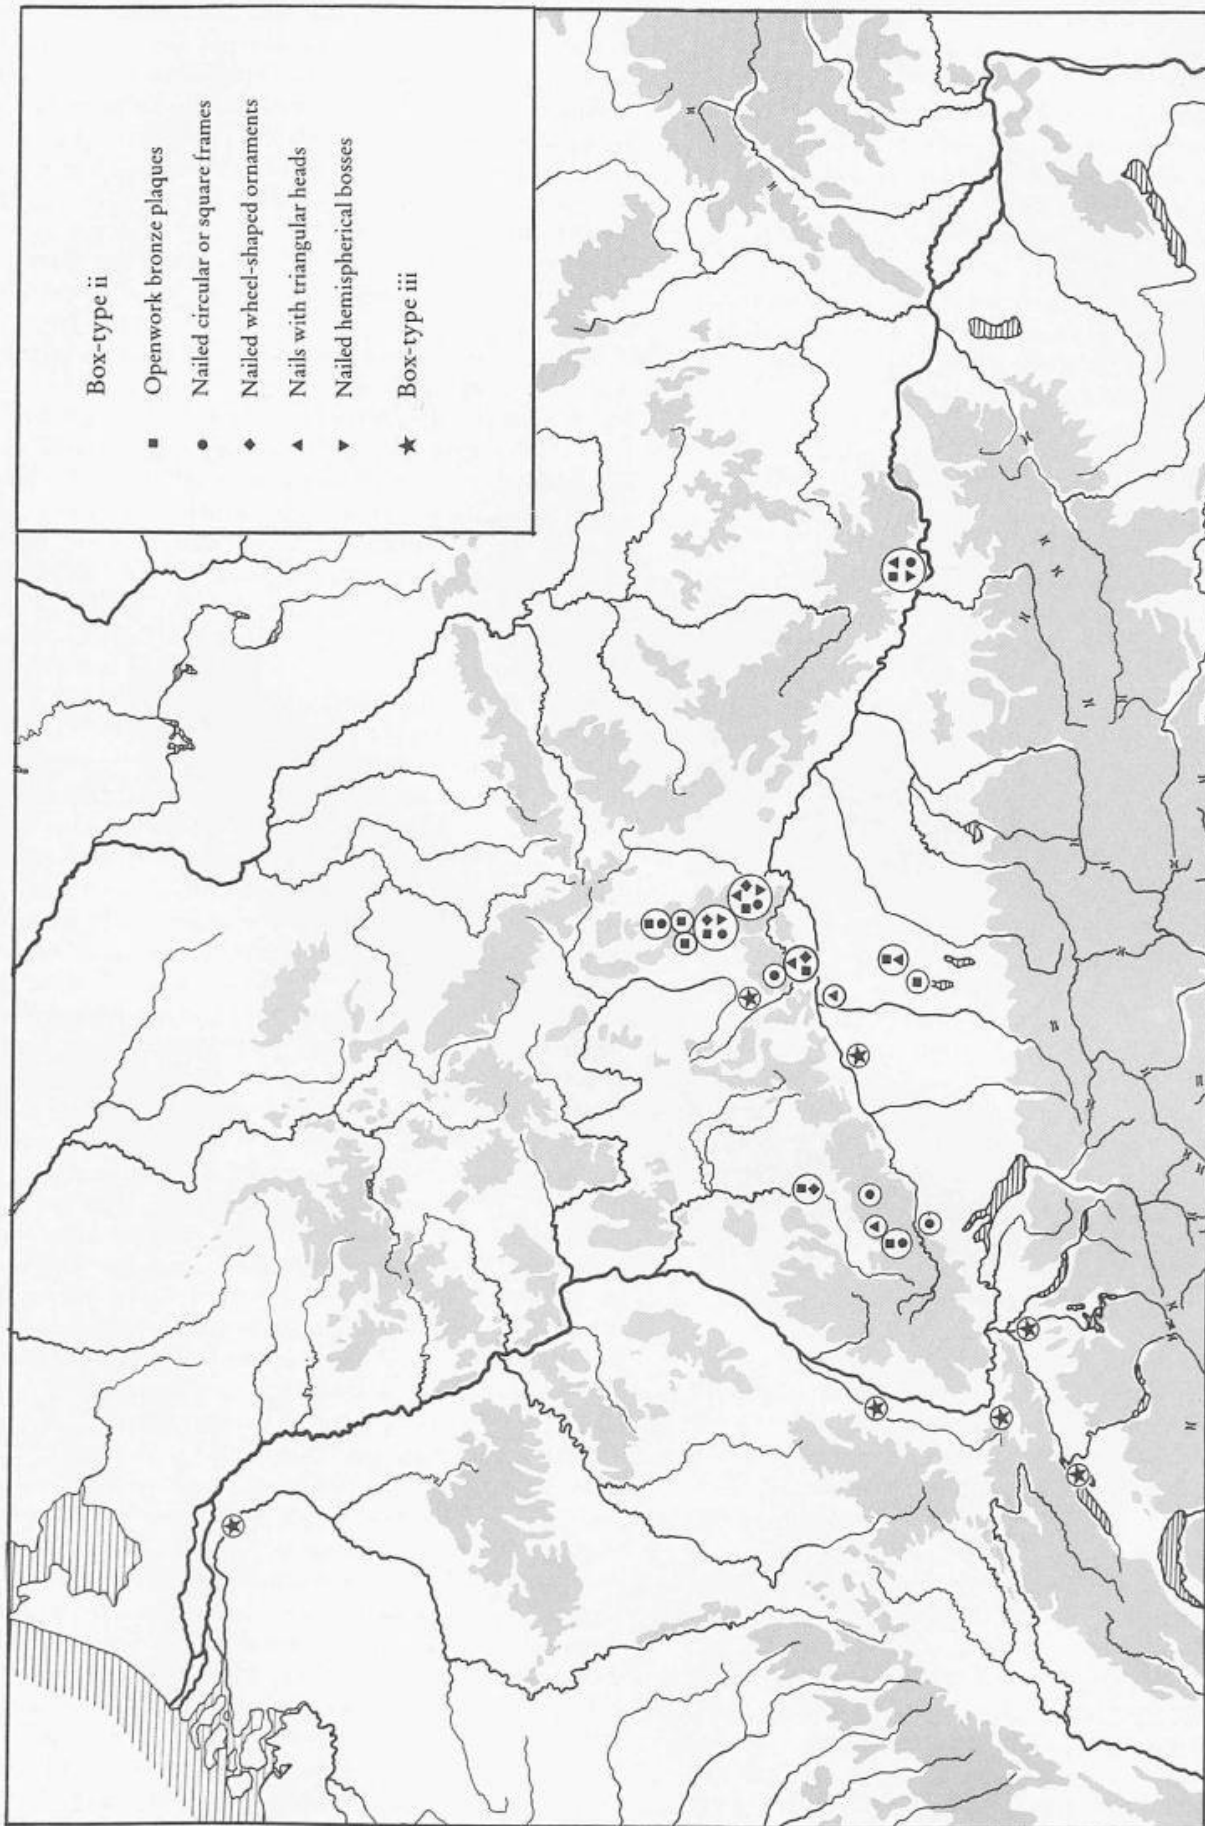 Box-type ii
Openwork bronze plaques
Nailed circular or square frames
Nailed wheel-shaped ornaments
Nails with triangular heads
Nailed hemispherical bosses
Box-type iii